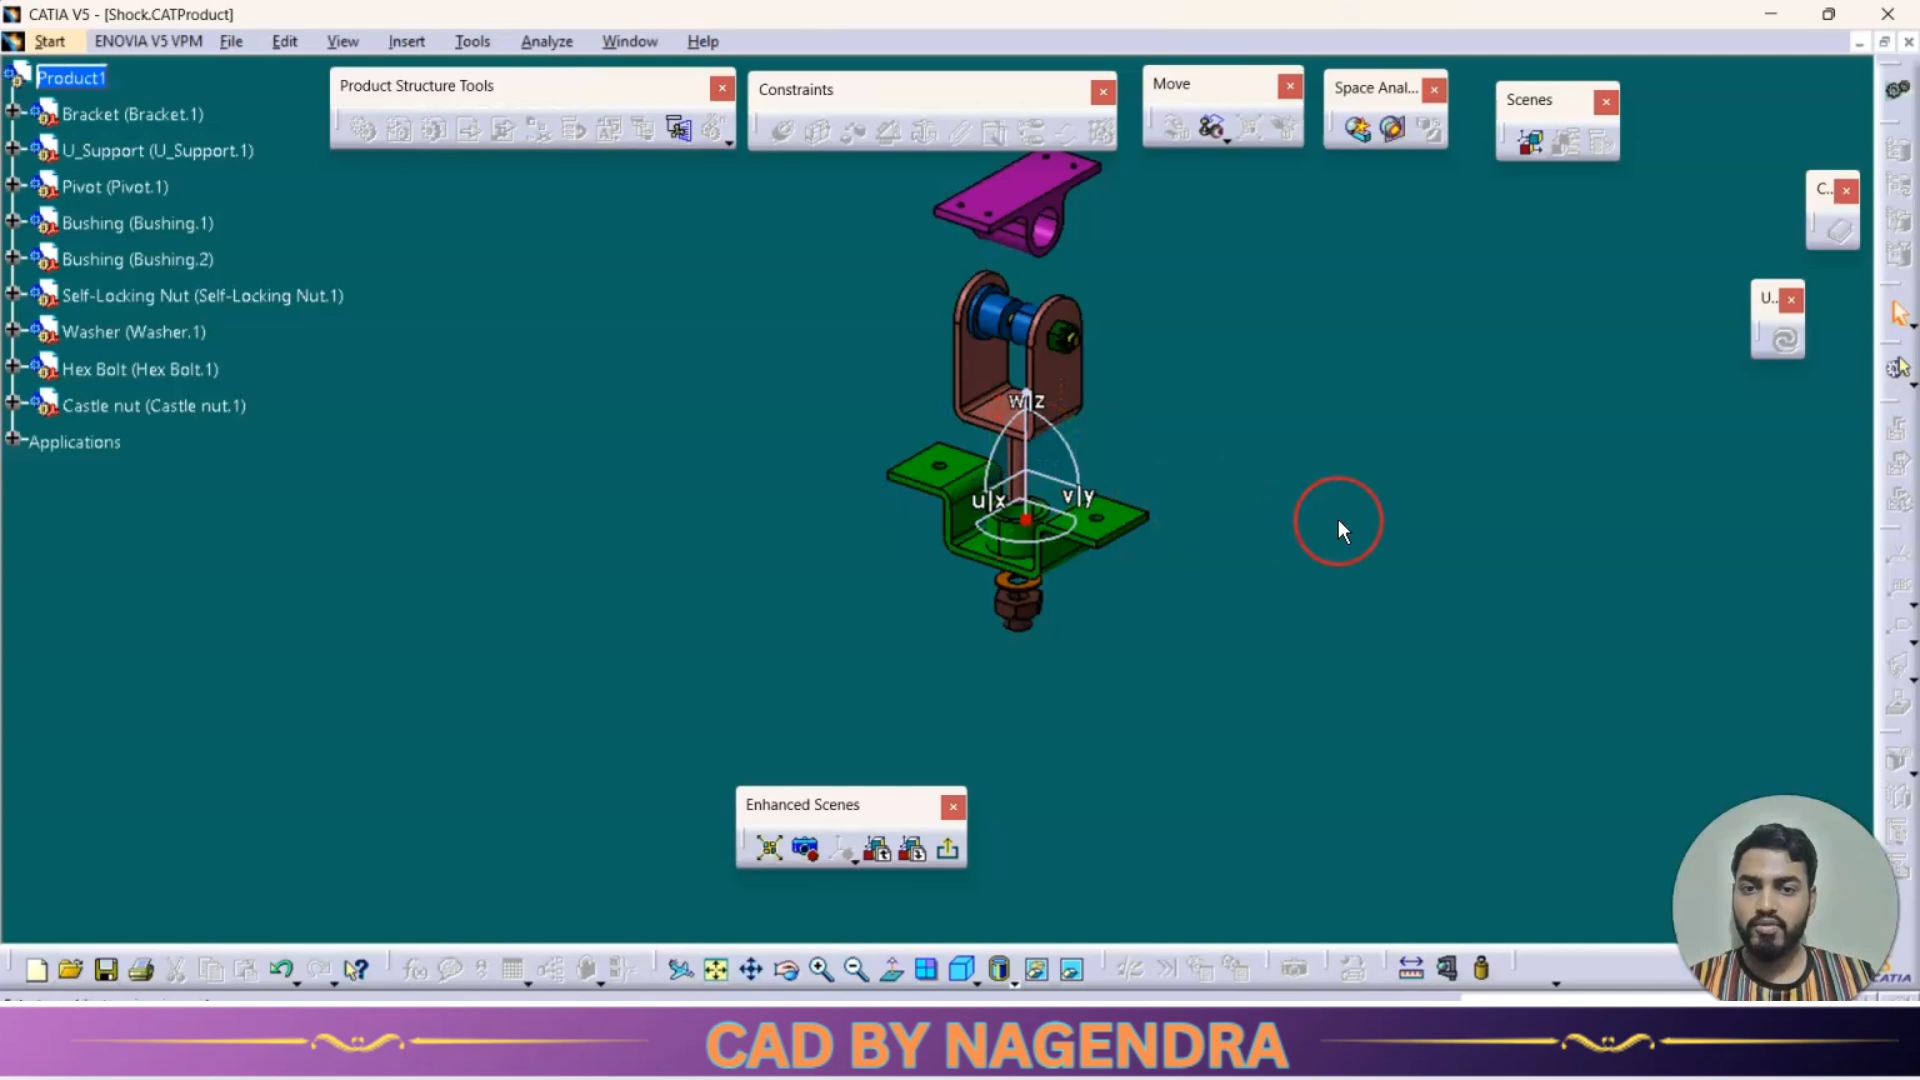 CATIA V5 - [Shock.CATProduct]
Start ENOVIA V5 VPM File Edit View Insert Tools Analyze Window Help
Product1
Bracket (Bracket.1)
U_Support (U_Support.1)
Pivot (Pivot.1)
Bushing (Bushing.1)
Bushing (Bushing.2)
Self-Locking Nut (Self-Locking Nut.1)
Washer (Washer.1)
Hex Bolt (Hex Bolt.1)
Castle nut (Castle nut.1)
Applications
Product Structure Tools
Constraints
Move
Space Anal...
Scenes
C..
U..
w|z
u|x
v|y
Enhanced Scenes
CATIA
CAD BY NAGENDRA